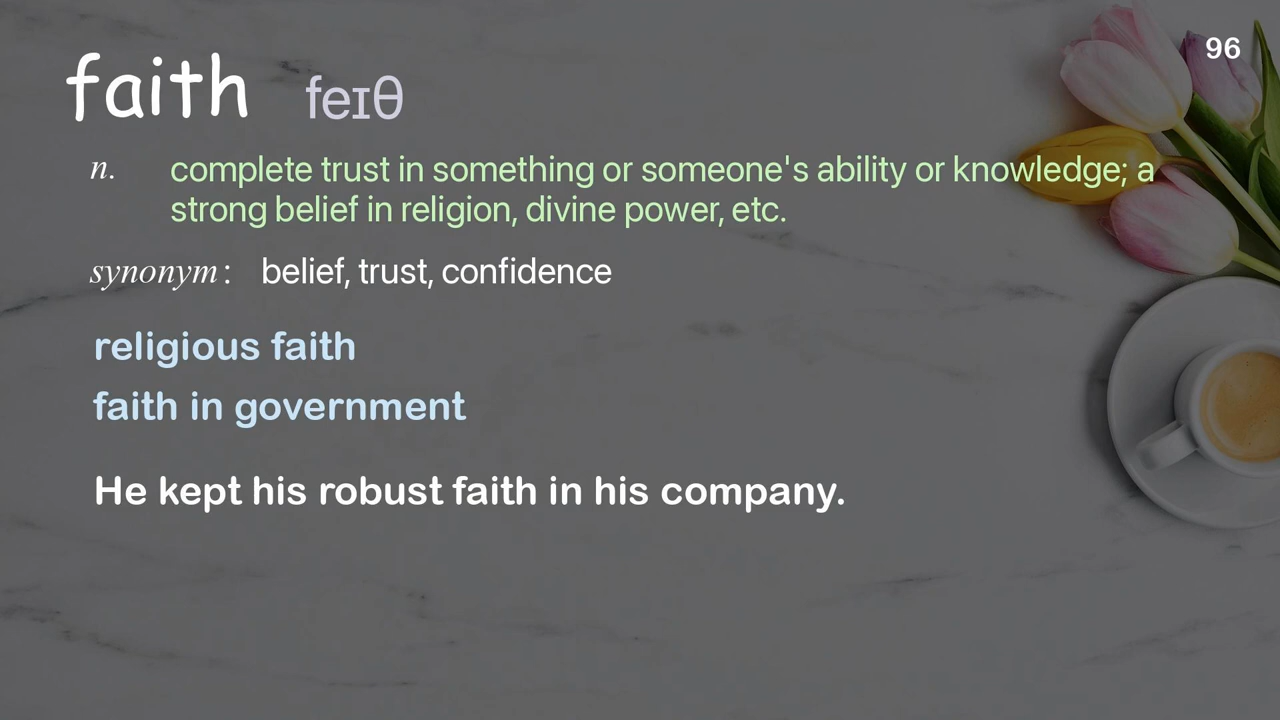 96
faith feɪθ
n. complete trust in something or someone's ability or knowledge; a
strong belief in religion, divine power, etc.
synonym: belief, trust, confidence
religious faith
faith in government
He kept his robust faith in his company.